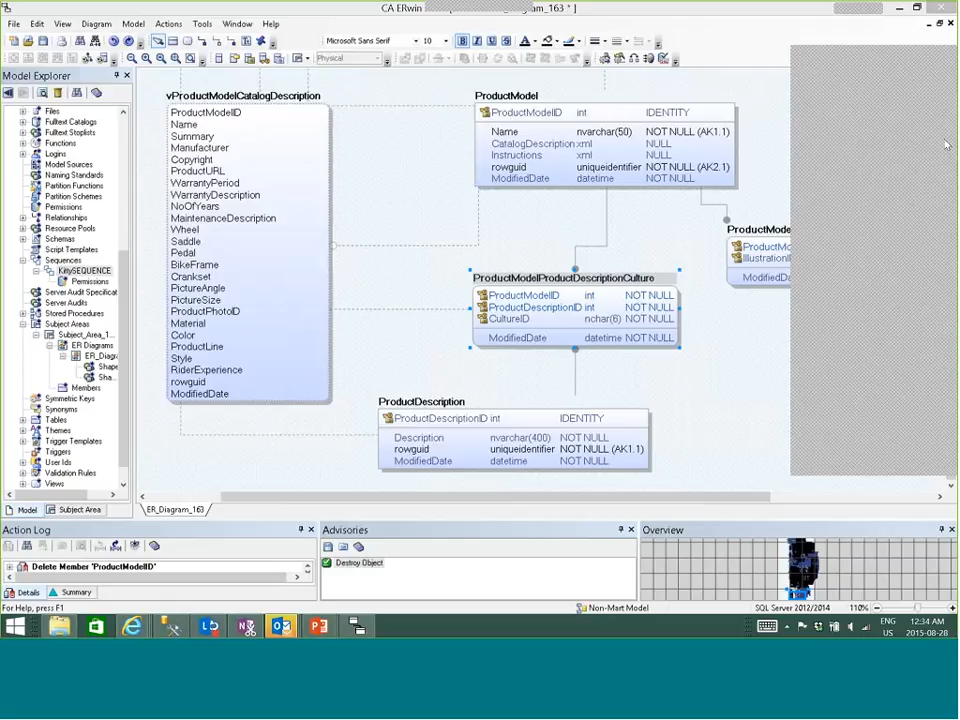 CA ERwin
_Diagram_163 * ]
File Edit View Diagram Model Actions Tools Window Help
Microsoft Sans Serif 10 B I U S A
Physical
Model Explorer
Files
Fulltext Catalogs
Fulltext Stoplists
Functions
Logins
Model Sources
Naming Standards
Partition Functions
Partition Schemes
Permissions
Relationships
Resource Pools
Schemas
Script Templates
Sequences
KittySEQUENCE
Permissions
Server Audit Specificat
Server Audits
Stored Procedures
Subject Areas
Subject_Area_1...
ER Diagrams
ER_Diagra
Shape
Sha...
Members
Symmetric Keys
Synonyms
Tables
Themes
Trigger Templates
Triggers
User Ids
Validation Rules
Views
Model Subject Area
vProductModelCatalogDescription
ProductModelID
Name
Summary
Manufacturer
Copyright
ProductURL
WarrantyPeriod
WarrantyDescription
NoOfYears
MaintenanceDescription
Wheel
Saddle
Pedal
BikeFrame
Crankset
PictureAngle
PictureSize
ProductPhotoID
Material
Color
ProductLine
Style
RiderExperience
rowguid
ModifiedDate
ProductModel
ProductModelID int IDENTITY
Name nvarchar(50) NOT NULL (AK1.1)
CatalogDescription xml NULL
Instructions xml NULL
rowguid uniqueidentifier NOT NULL (AK2.1)
ModifiedDate datetime NOT NULL
ProductMode
ProductMo
IllustrationI
ModifiedDa
ProductModelProductDescriptionCulture
ProductModelID int NOT NULL
ProductDescriptionID int NOT NULL
CultureID nchar(6) NOT NULL
ModifiedDate datetime NOT NULL
ProductDescription
ProductDescriptionID int IDENTITY
Description nvarchar(400) NOT NULL
rowguid uniqueidentifier NOT NULL (AK1.1)
ModifiedDate datetime NOT NULL
ER_Diagram_163
Action Log
Delete Member 'ProductModelID'
Details Summary
Advisories
Destroy Object
Overview
For Help, press F1
Non-Mart Model
SQL Server 2012/2014 110%
ENG
US
12:34 AM
2015-08-28